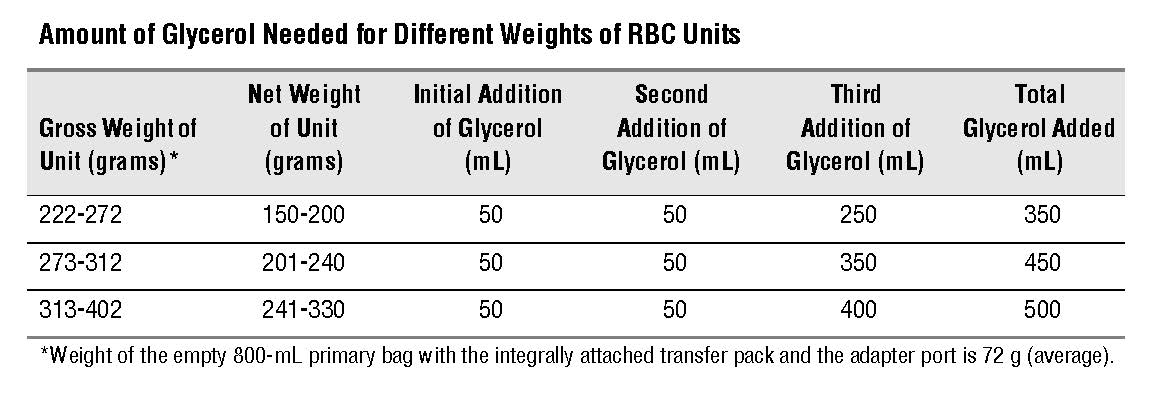 Amount of Glycerol Needed for Different Weights of RBC Units
Net Weight Initial Addition Second Third Total
Gross Weight of of Unit of Glycerol Addition of Addition of Glycerol Added
Unit (grams)* (grams) (mL) Glycerol (mL) Glycerol (mL) (mL)
222-272 150-200 50 50 250 350
273-312 201-240 50 50 350 450
313-402 241-330 50 50 400 500
*Weight of the empty 800-mL primary bag with the integrally attached transfer pack and the adapter port is 72 g (average).